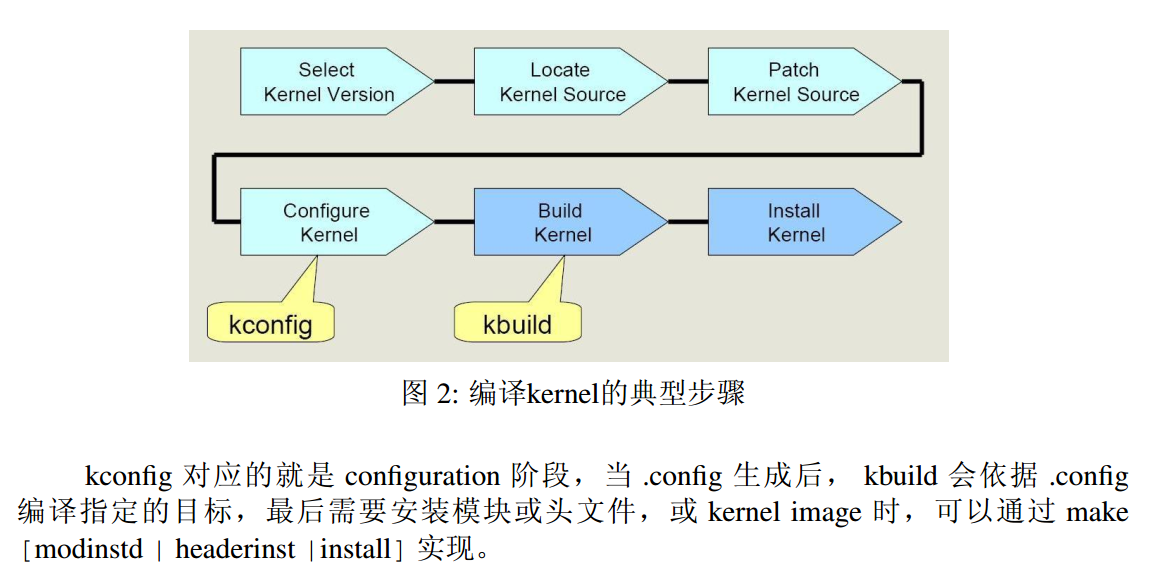 Select
Kernel Version
Locate
Kernel Source
Patch
Kernel Source
Configure
Kernel
Build
Kernel
Install
Kernel
kconfig
kbuild
图 2: 编译kernel的典型步骤
kconfig 对应的就是 configuration 阶段，当 .config 生成后， kbuild 会依据 .config
编译指定的目标，最后需要安装模块或头文件，或 kernel image 时，可以通过 make
[modinstd | headerinst |install] 实现。